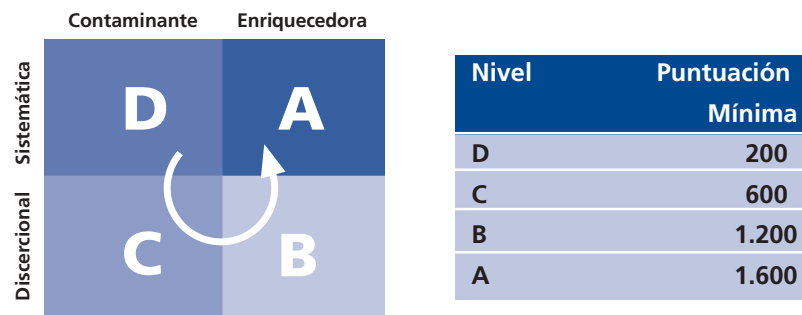 Contaminante Enriquecedora
Sistemática
D A
Discercional
C B
Nivel Puntuación
Mínima
D 200
C 600
B 1.200
A 1.600